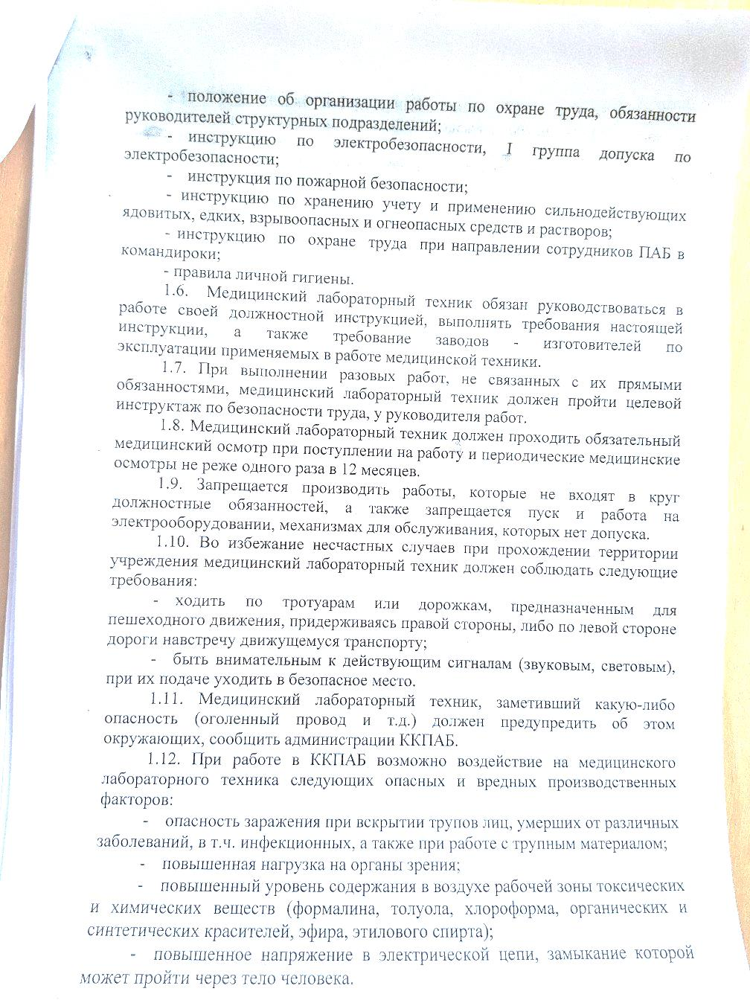 - положение об организации работы по охране труда, обязанности
руководителей структурных подразделений;
- инструкцию по электробезопасности, I группа допуска по
электробезопасности;
- инструкция по пожарной безопасности;
- инструкцию по хранению учету и применению сильнодействующих
ядовитых, едких, взрывоопасных и огнеопасных средств и растворов;
- инструкцию по охране труда при направлении сотрудников ПАБ в
командироки;
- правила личной гигиены.
1.6. Медицинский лабораторный техник обязан руководствоваться в
работе своей должностной инструкцией, выполнять требования настоящей
инструкции, а также требование заводов - изготовителей по
эксплуатации применяемых в работе медицинской техники.
1.7. При выполнении разовых работ, не связанных с их прямыми
обязанностями, медицинский лабораторный техник должен пройти целевой
инструктаж по безопасности труда, у руководителя работ.
1.8. Медицинский лабораторный техник должен проходить обязательный
медицинский осмотр при поступлении на работу и периодические медицинские
осмотры не реже одного раза в 12 месяцев.
1.9. Запрещается производить работы, которые не входят в круг
должностные обязанностей, а также запрещается пуск и работа на
электрооборудовании, механизмах для обслуживания, которых нет допуска.
1.10. Во избежание несчастных случаев при прохождении территории
учреждения медицинский лабораторный техник должен соблюдать следующие
требования:
- ходить по тротуарам или дорожкам, предназначенным для
пешеходного движения, придерживаясь правой стороны, либо по левой стороне
дороги навстречу движущемуся транспорту;
- быть внимательным к действующим сигналам (звуковым, световым),
при их подаче уходить в безопасное место.
1.11. Медицинский лабораторный техник, заметивший какую-либо
опасность (оголенный провод и т.д.) должен предупредить об этом
окружающих, сообщить администрации ККПАБ.
1.12. При работе в ККПАБ возможно воздействие на медицинского
лабораторного техника следующих опасных и вредных производственных
факторов:
- опасность заражения при вскрытии трупов лиц, умерших от различных
заболеваний, в т.ч. инфекционных, а также при работе с трупным материалом;
- повышенная нагрузка на органы зрения;
- повышенный уровень содержания в воздухе рабочей зоны токсических
и химических веществ (формалина, толуола, хлороформа, органических и
синтетических красителей, эфира, этилового спирта);
- повышенное напряжение в электрической цепи, замыкание которой
может пройти через тело человека.